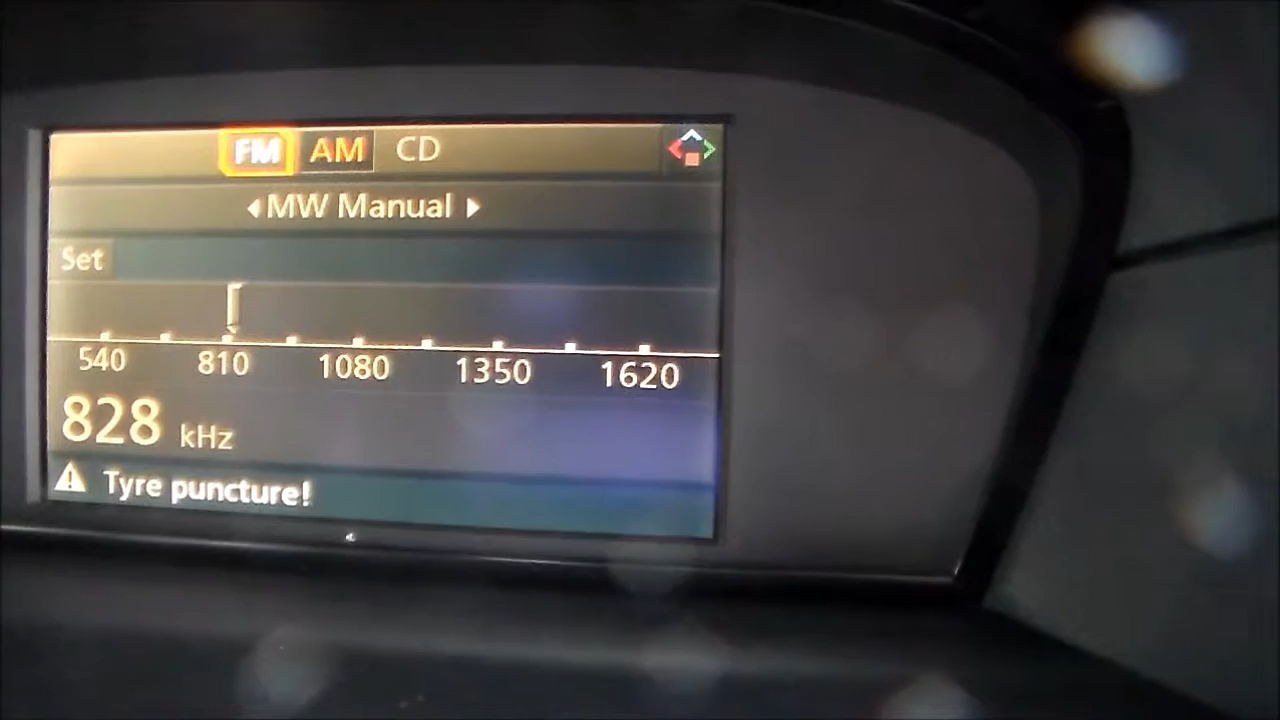 FM AM CD
MW Manual
Set
540 810 1080 1350 1620
828 kHz
Tyre puncture!